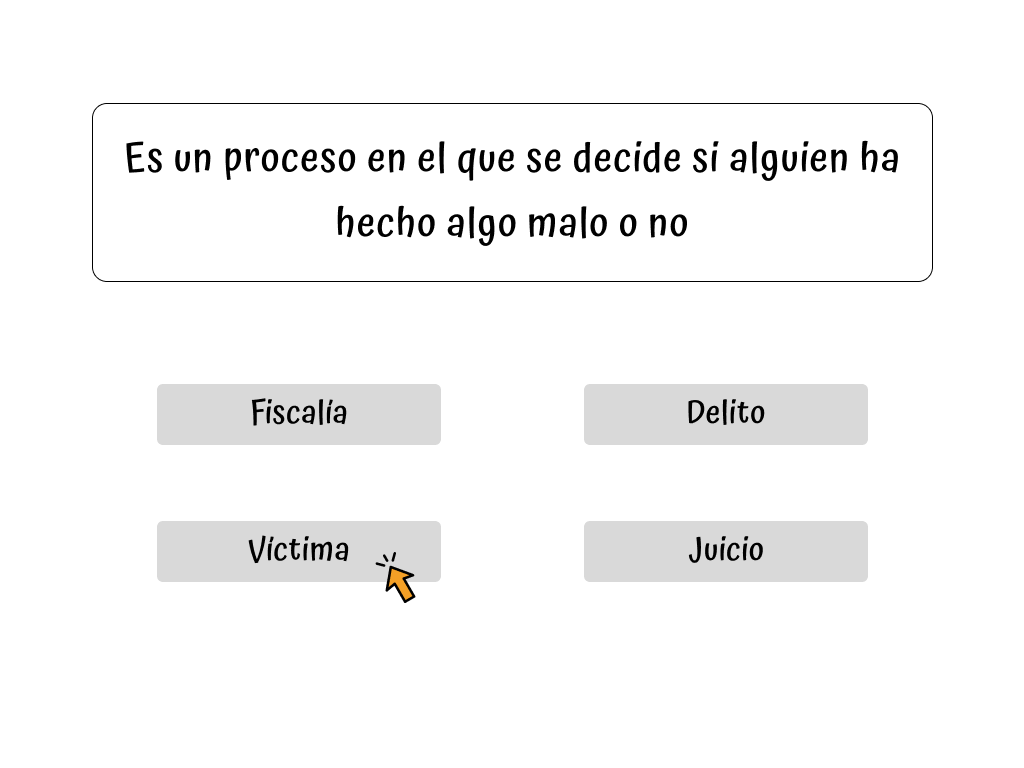 Es un proceso en el que se decide si alguien ha
hecho algo malo o no
Fiscalía
Delito
Víctima
Juicio